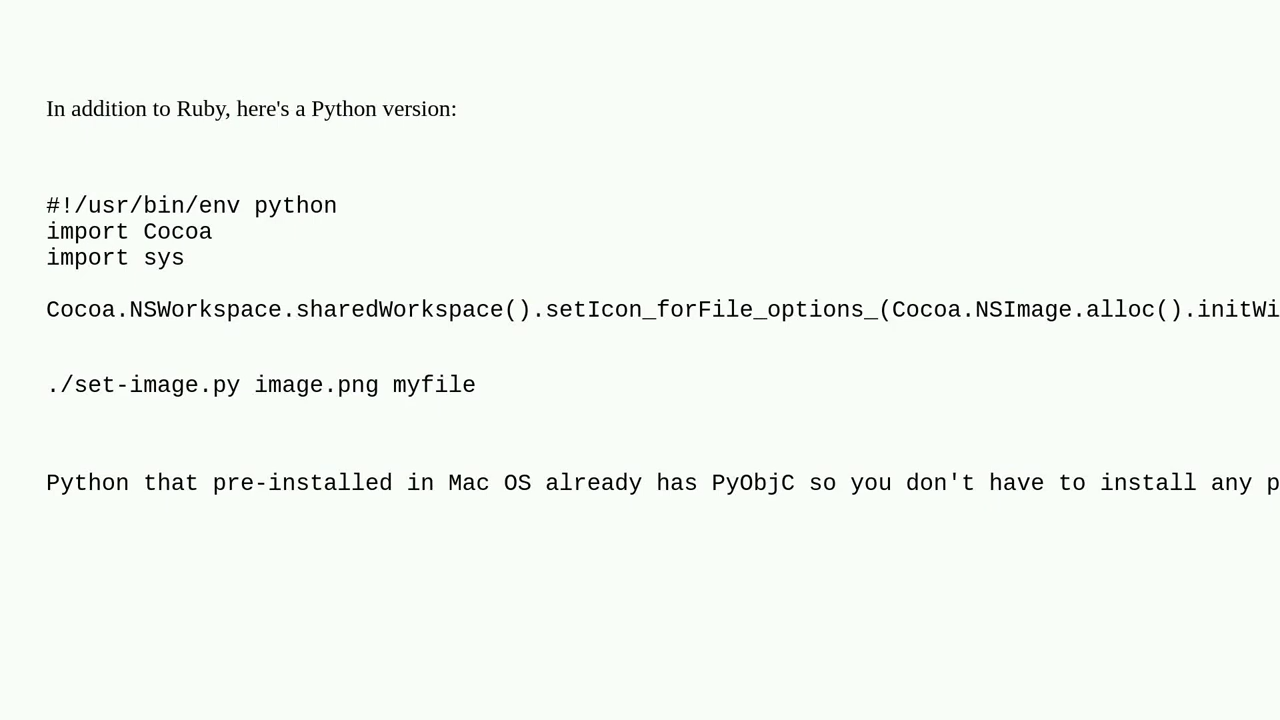 In addition to Ruby, here's a Python version:
#!/usr/bin/env python
import Cocoa
import sys
Cocoa.NSWorkspace.sharedWorkspace().setIcon_forFile_options_(Cocoa.NSImage.alloc().initWi
./set-image.py image.png myfile
Python that pre-installed in Mac OS already has PyObjC so you don't have to install any p